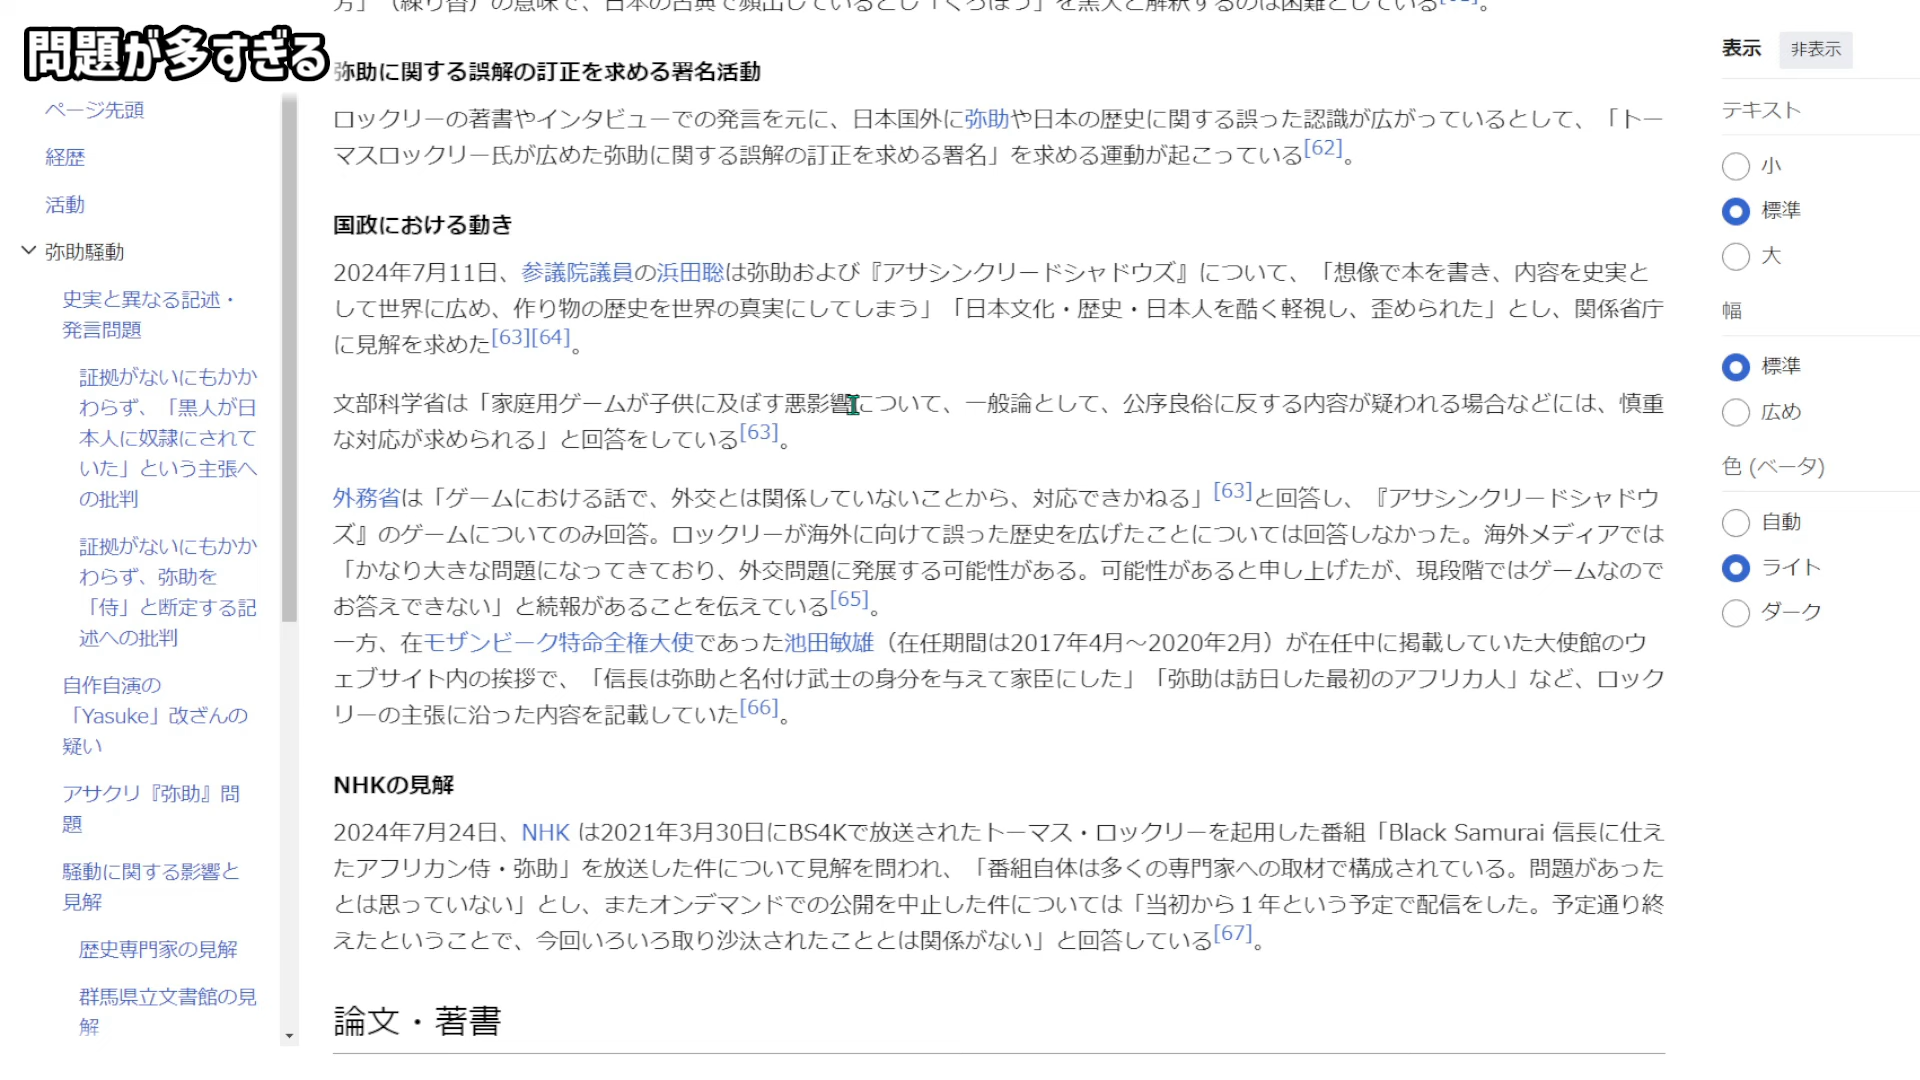 方」（練り香）の意味で、日本の古典で頻出しているとし「くろぼう」を黒人と解釈するのは困難としている[61]。
問題が多すぎる
弥助に関する誤解の訂正を求める署名活動
ロックリーの著書やインタビューでの発言を元に、日本国外に弥助や日本の歴史に関する誤った認識が広がっているとして、「トー
マスロックリー氏が広めた弥助に関する誤解の訂正を求める署名」を求める運動が起こっている[62]。
国政における動き
2024年7月11日、参議院議員の浜田聡は弥助および『アサシンクリードシャドウズ』について、「想像で本を書き、内容を史実と
して世界に広め、作り物の歴史を世界の真実にしてしまう」「日本文化・歴史・日本人を酷く軽視し、歪められた」とし、関係省庁
に見解を求めた[63][64]。
文部科学省は「家庭用ゲームが子供に及ぼす悪影響について、一般論として、公序良俗に反する内容が疑われる場合などには、慎重
な対応が求められる」と回答をしている[63]。
外務省は「ゲームにおける話で、外交とは関係していないことから、対応できかねる」[63]と回答し、『アサシンクリードシャドウ
ズ』のゲームについてのみ回答。ロックリーが海外に向けて誤った歴史を広げたことについては回答しなかった。海外メディアでは
「かなり大きな問題になってきており、外交問題に発展する可能性がある。可能性があると申し上げたが、現段階ではゲームなので
お答えできない」と続報があることを伝えている[65]。
一方、在モザンビーク特命全権大使であった池田敏雄（在任期間は2017年4月～2020年2月）が在任中に掲載していた大使館のウ
ェブサイト内の挨拶で、「信長は弥助と名付け武士の身分を与えて家臣にした」「弥助は訪日した最初のアフリカ人」など、ロック
リーの主張に沿った内容を記載していた[66]。
NHKの見解
2024年7月24日、NHK は2021年3月30日にBS4Kで放送されたトーマス・ロックリーを起用した番組「Black Samurai 信長に仕え
たアフリカン侍・弥助」を放送した件について見解を問われ、「番組自体は多くの専門家への取材で構成されている。問題があった
とは思っていない」とし、またオンデマンドでの公開を中止した件については「当初から１年という予定で配信をした。予定通り終
えたということで、今回いろいろ取り沙汰されたこととは関係がない」と回答している[67]。
論文・著書
ページ先頭
経歴
活動
弥助騒動
史実と異なる記述・
発言問題
証拠がないにもかか
わらず、「黒人が日
本人に奴隷にされて
いた」という主張へ
の批判
証拠がないにもかか
わらず、弥助を
「侍」と断定する記
述への批判
自作自演の
「Yasuke」改ざんの
疑い
アサクリ『弥助』問
題
騒動に関する影響と
見解
歴史専門家の見解
群馬県立文書館の見
解
表示 非表示
テキスト
小
標準
大
幅
標準
広め
色 (ベータ)
自動
ライト
ダーク